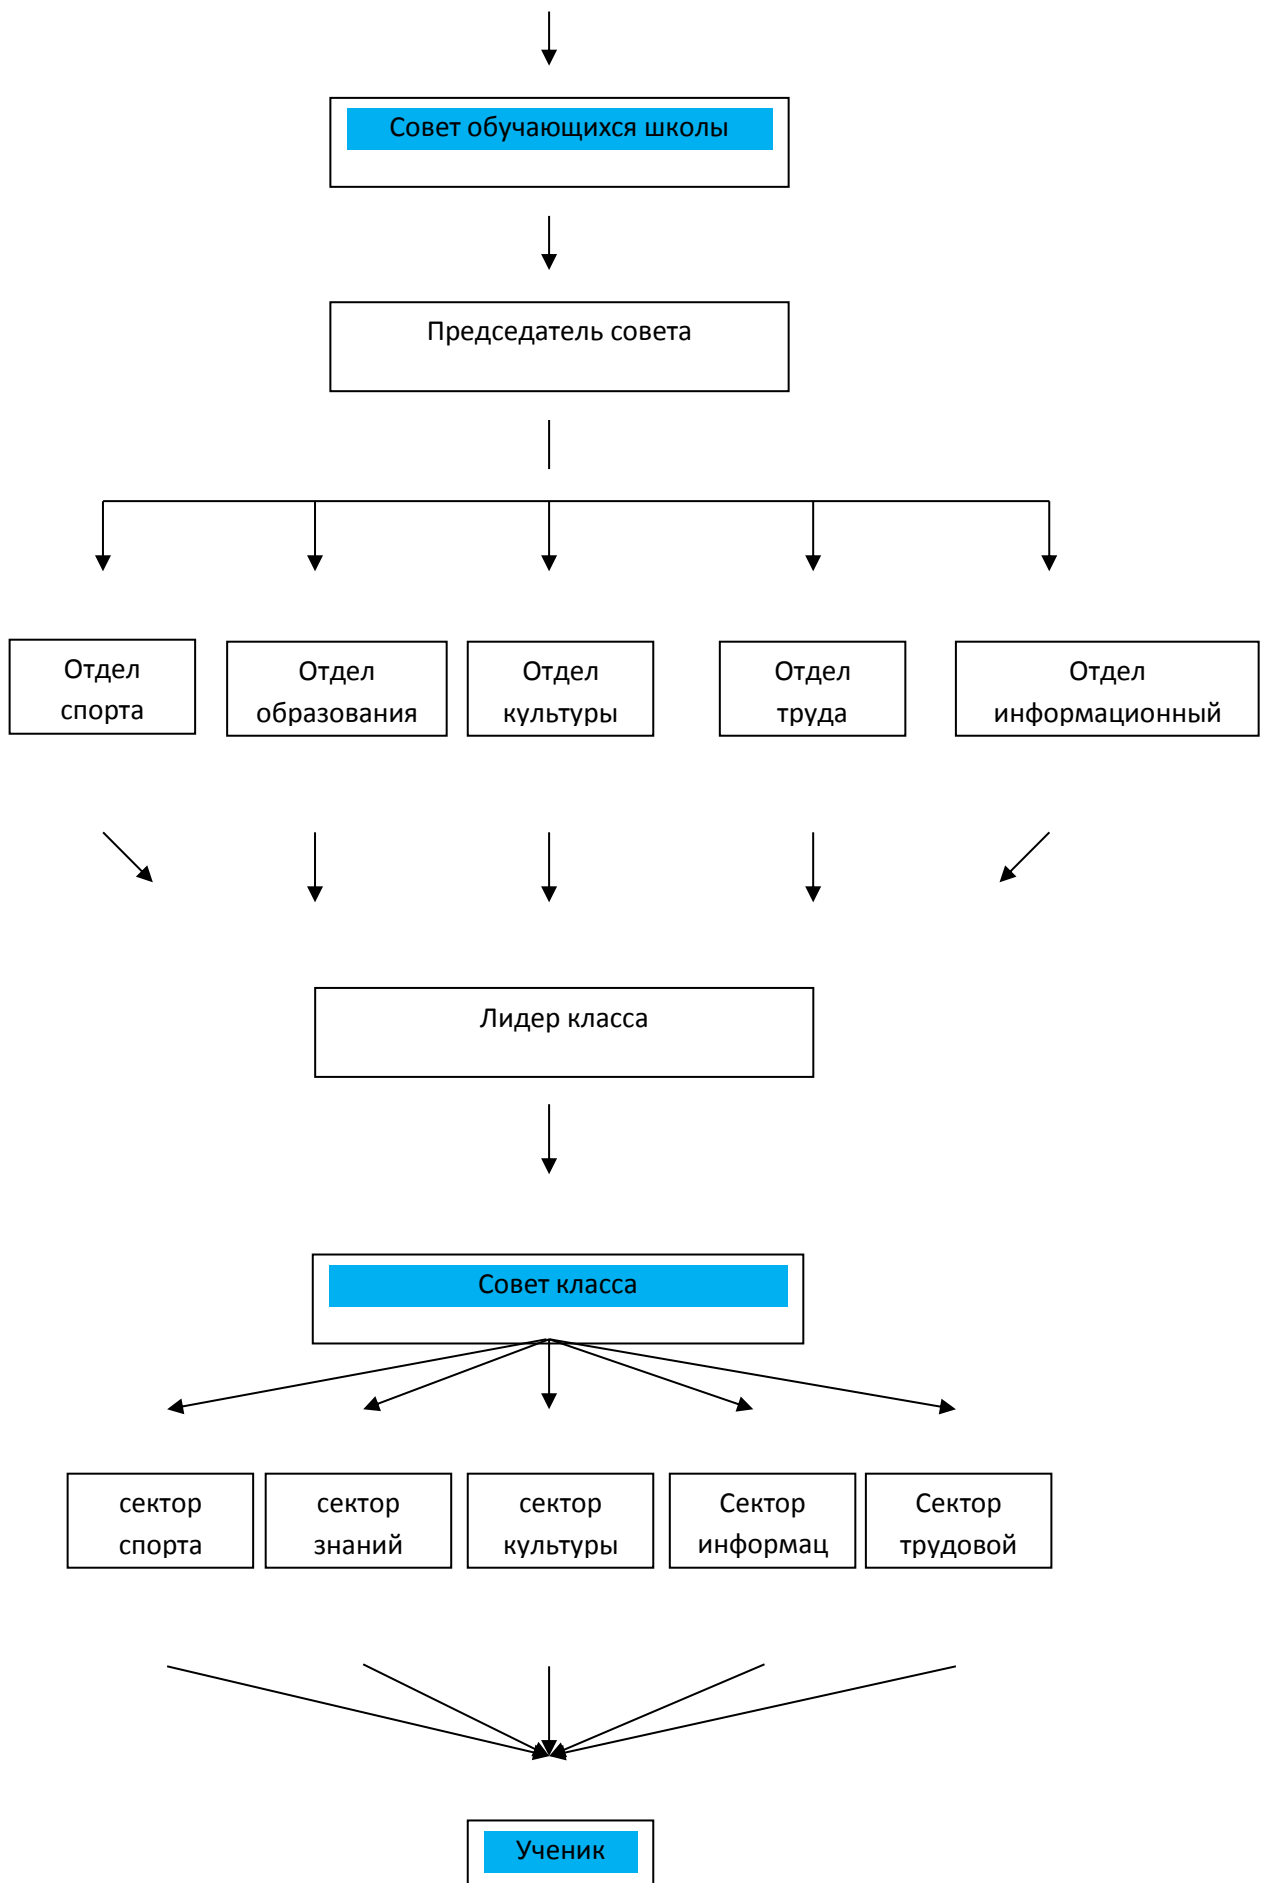 Совет обучающихся школы
Председатель совета
Отдел
спорта
Отдел
образования
Отдел
культуры
Отдел
труда
Отдел
информационный
Лидер класса
Совет класса
сектор
спорта
сектор
знаний
сектор
культуры
Сектор
информац
Сектор
трудовой
Ученик